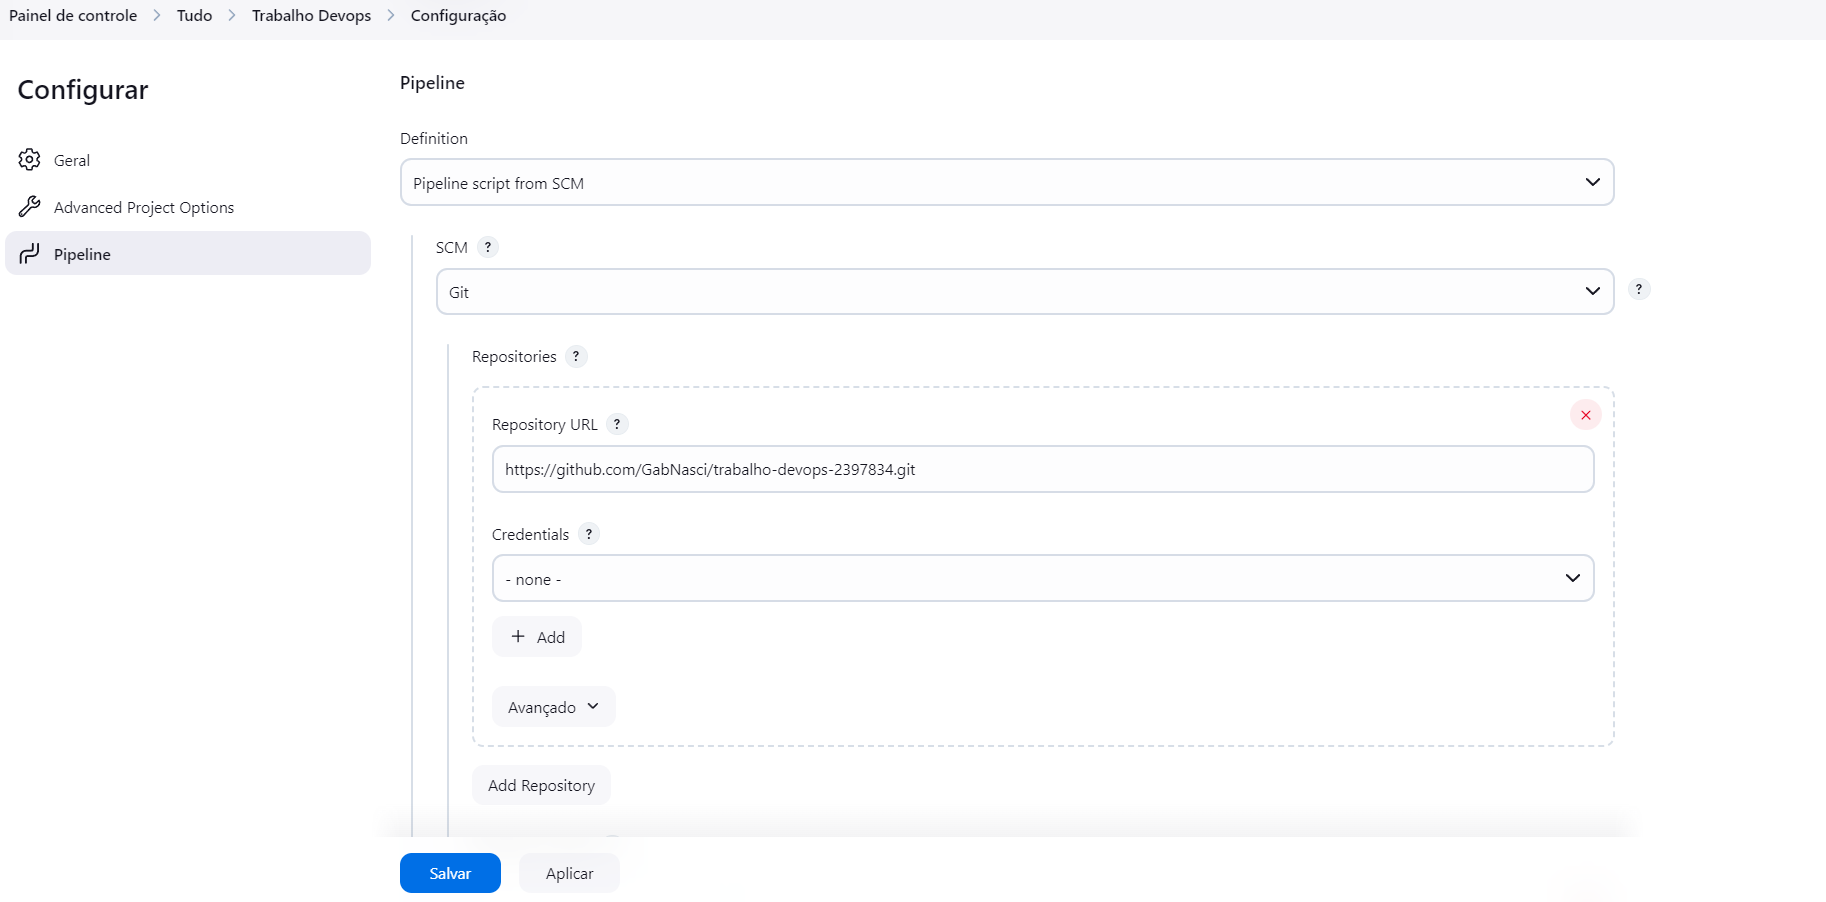 Painel de controle > Tudo > Trabalho Devops > Configuração
Configurar
Geral
Advanced Project Options
Pipeline
Pipeline
Definition
Pipeline script from SCM
SCM ?
Git
?
Repositories ?
Repository URL ?
https://github.com/GabNasci/trabalho-devops-2397834.git
Credentials ?
- none -
+ Add
Avançado
Add Repository
Salvar
Aplicar